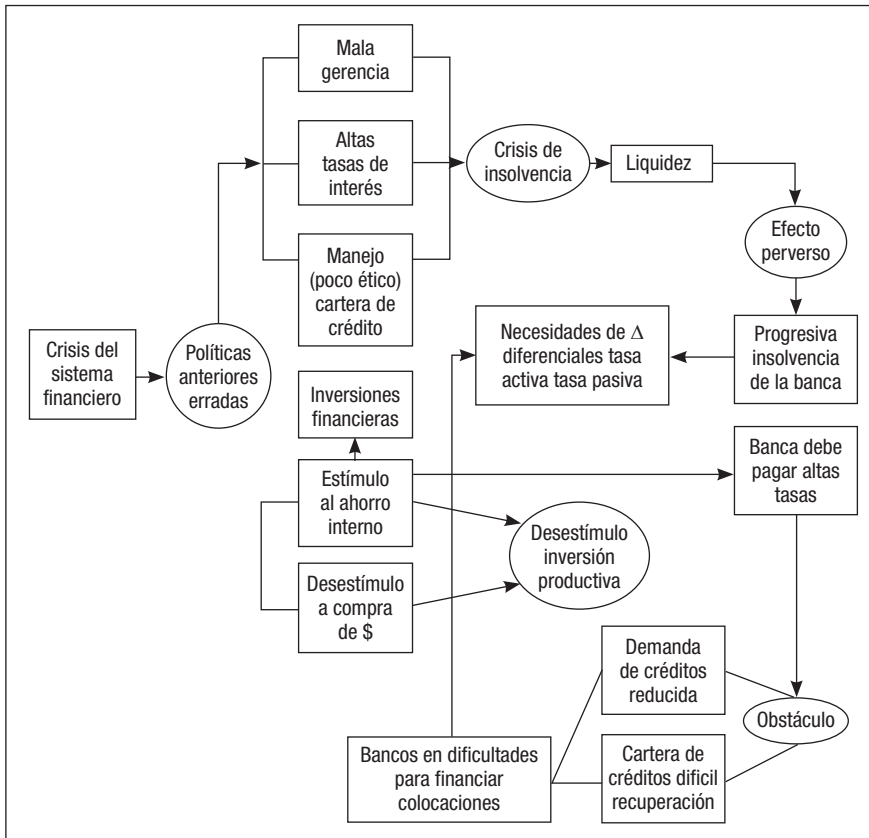 Mala
gerencia
Altas
tasas de
interés
Manejo
(poco ético)
cartera de
crédito
Crisis de
insolvencia
Liquidez
Efecto
perverso
Crisis del
sistema
financiero
Políticas
anteriores
erradas
Necesidades de Δ
diferenciales tasa
activa tasa pasiva
Progresiva
insolvencia
de la banca
Inversiones
financieras
Estímulo
al ahorro
interno
Banca debe
pagar altas
tasas
Desestímulo
inversión
productiva
Desestímulo
a compra
de $
Demanda
de créditos
reducida
Obstáculo
Bancos en dificultades
para financiar
colocaciones
Cartera de
créditos dificil
recuperación